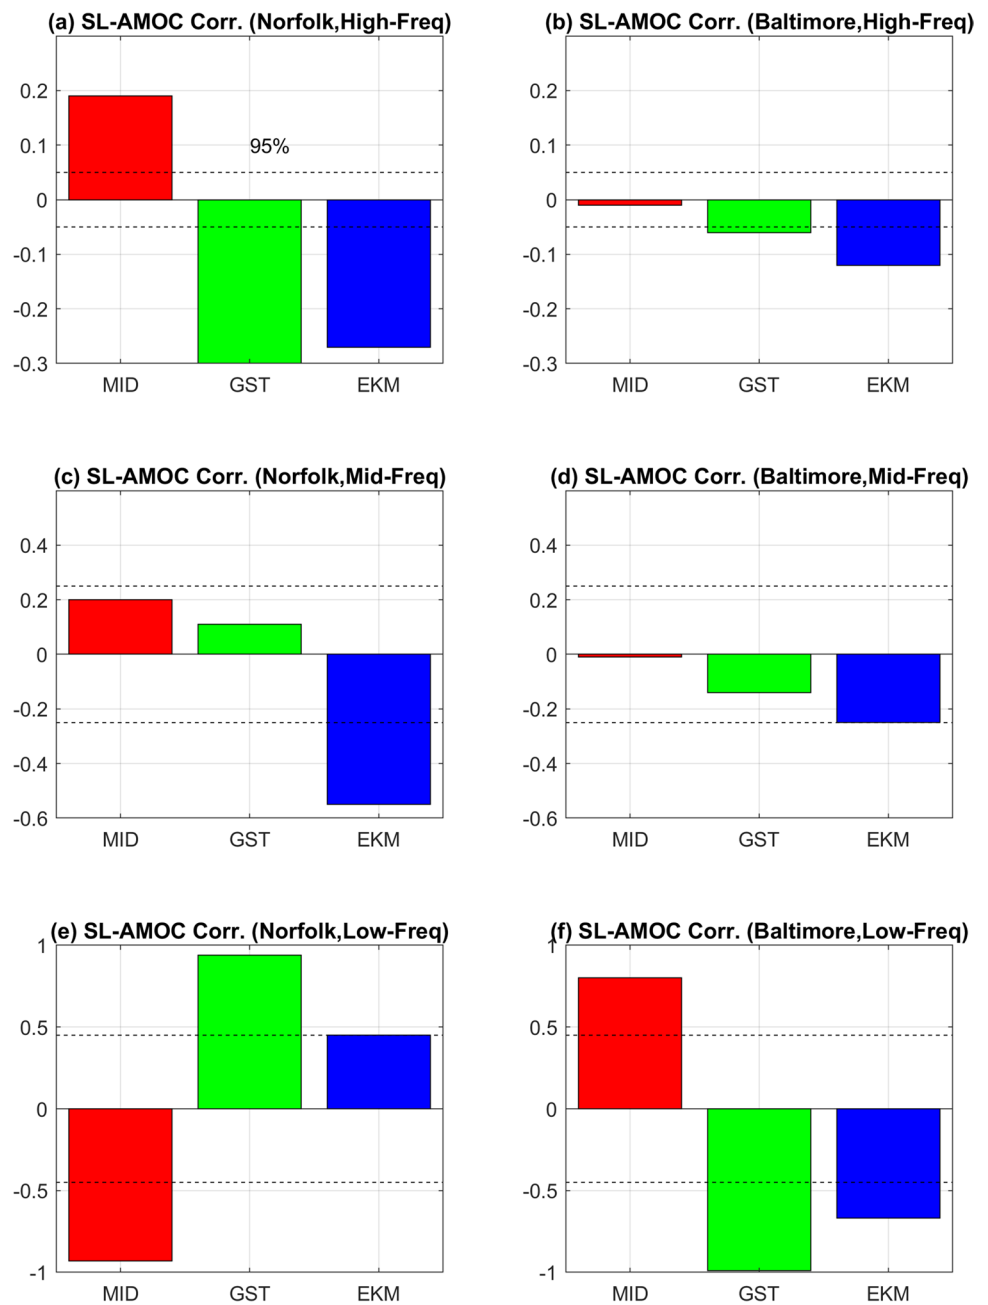 (a) SL-AMOC Corr. (Norfolk,High-Freq)
0.2
0.1
95%
0
-0.1
-0.2
-0.3
MID GST EKM
(b) SL-AMOC Corr. (Baltimore,High-Freq)
0.2
0.1
0
-0.1
-0.2
-0.3
MID GST EKM
(c) SL-AMOC Corr. (Norfolk,Mid-Freq)
0.4
0.2
0
-0.2
-0.4
-0.6
MID GST EKM
(d) SL-AMOC Corr. (Baltimore,Mid-Freq)
0.4
0.2
0
-0.2
-0.4
-0.6
MID GST EKM
(e) SL-AMOC Corr. (Norfolk,Low-Freq)
1
0.5
0
-0.5
-1
MID GST EKM
(f) SL-AMOC Corr. (Baltimore,Low-Freq)
1
0.5
0
-0.5
-1
MID GST EKM